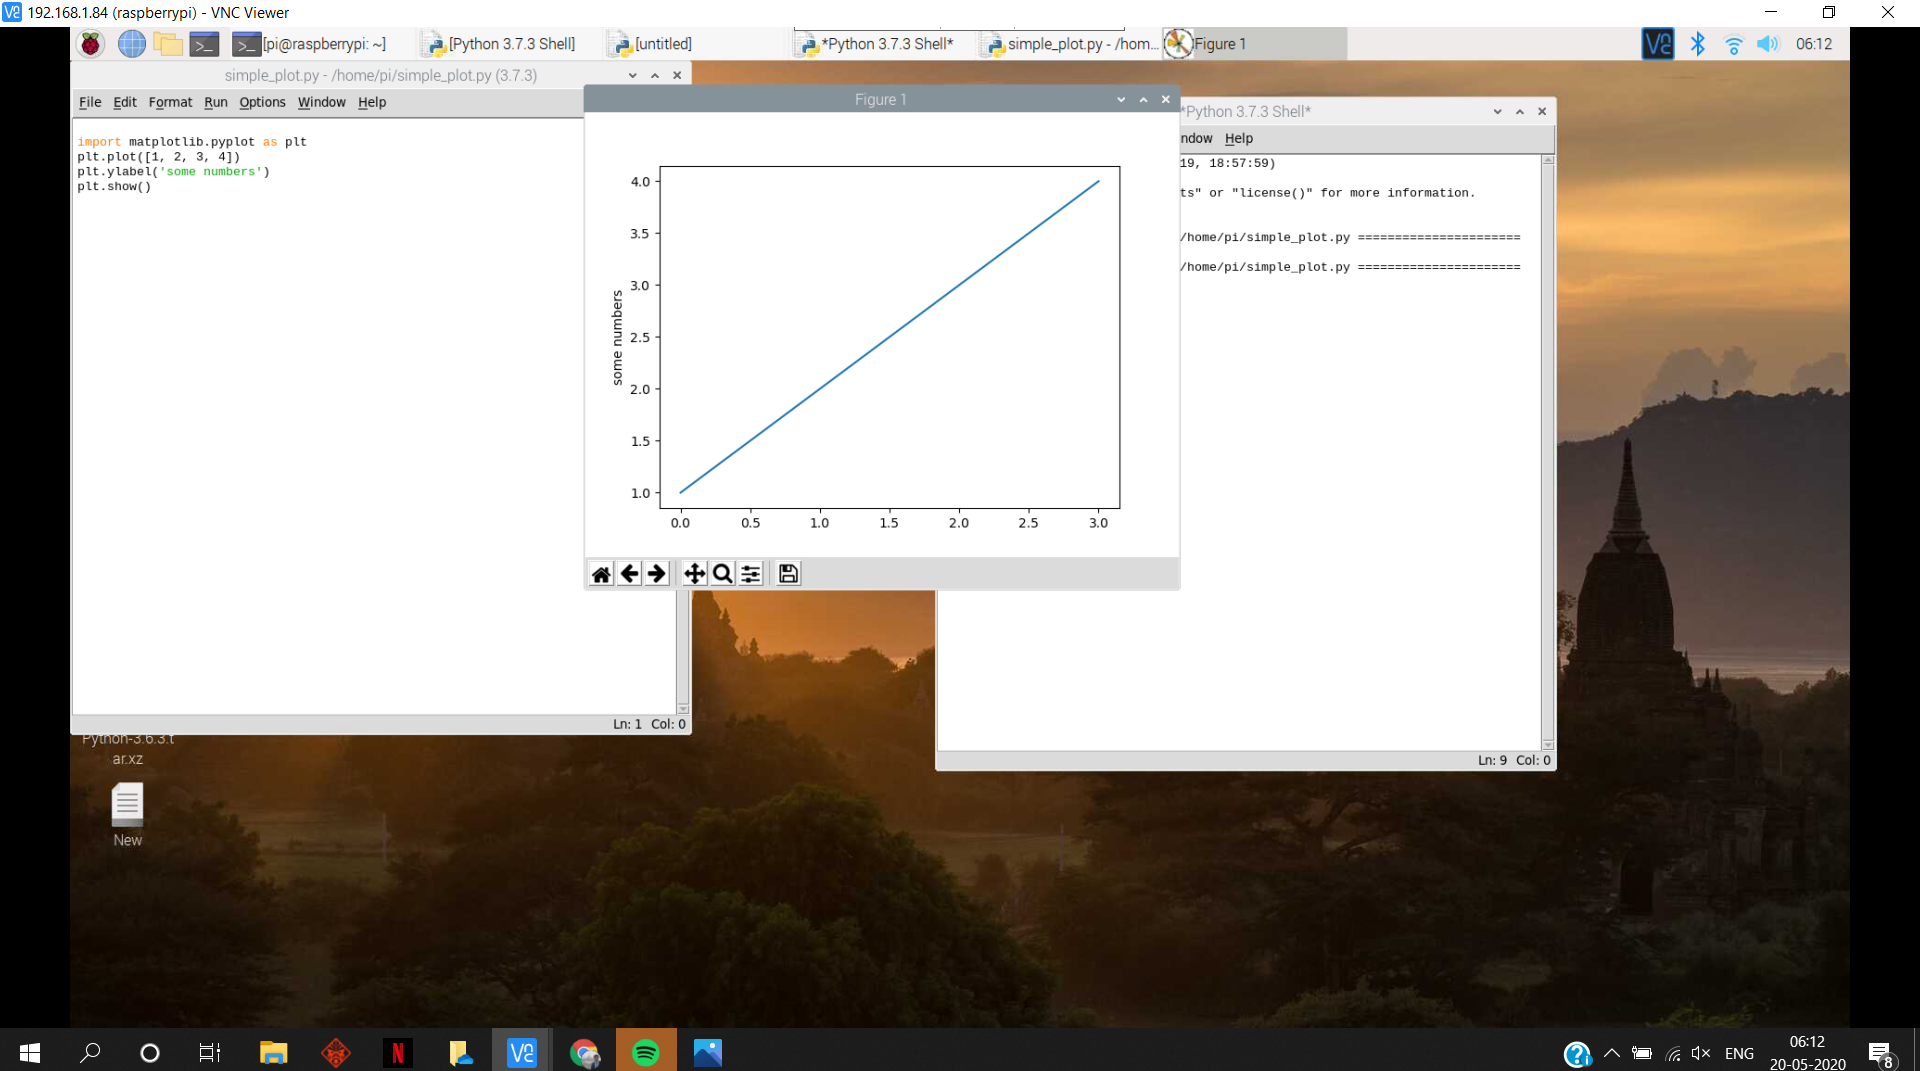 192.168.1.84 (raspberrypi) - VNC Viewer
[pi@raspberrypi: ~]
[Python 3.7.3 Shell]
[untitled]
*Python 3.7.3 Shell*
simple_plot.py - /hom...
Figure 1
06:12
simple_plot.py - /home/pi/simple_plot.py (3.7.3)
File Edit Format Run Options Window Help
import matplotlib.pyplot as plt
plt.plot([1, 2, 3, 4])
plt.ylabel('some numbers')
plt.show()
Ln: 1 Col: 0
Figure 1
4.0
3.5
3.0
2.5
2.0
1.5
1.0
some numbers
0.0 0.5 1.0 1.5 2.0 2.5 3.0
*Python 3.7.3 Shell*
ndow Help
19, 18:57:59)
ts" or "license()" for more information.
/home/pi/simple_plot.py ======================
/home/pi/simple_plot.py ======================
Ln: 9 Col: 0
Python-3.6.3.t
ar.xz
New
ENG
06:12
20-05-2020
8